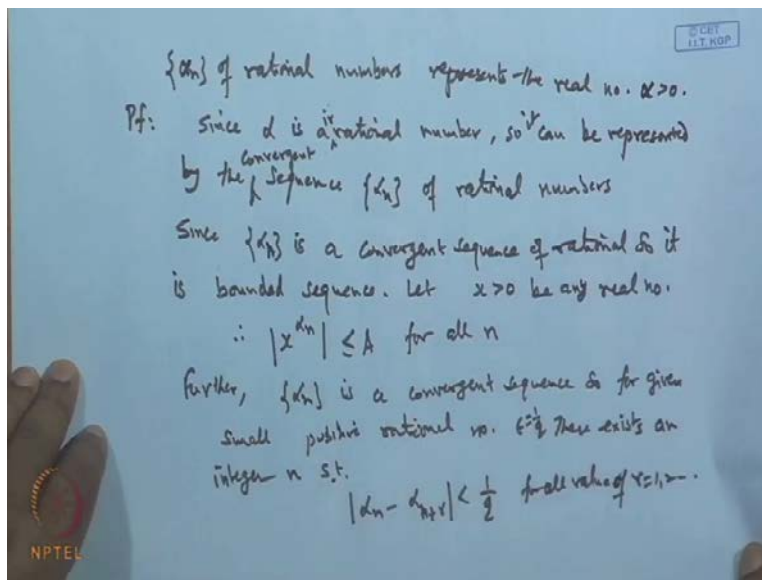 © CET
I.I.T. KGP
{αn} of rational numbers represents the real no. α>0.
Pf: Since α is a irrational number, so it can be represented
by the convergent sequence {αn} of rational numbers
Since {αn} is a convergent sequence of rational so it
is bounded sequence. Let x>0 be any real no.
∴ |x^{αn}| ≤ A for all n
Further, {αn} is a convergent sequence so for given
small positive rational no. ε=1/q there exists an
integer n s.t.
|αn − αn+r| < 1/q for all value of r=1,2--.
NPTEL